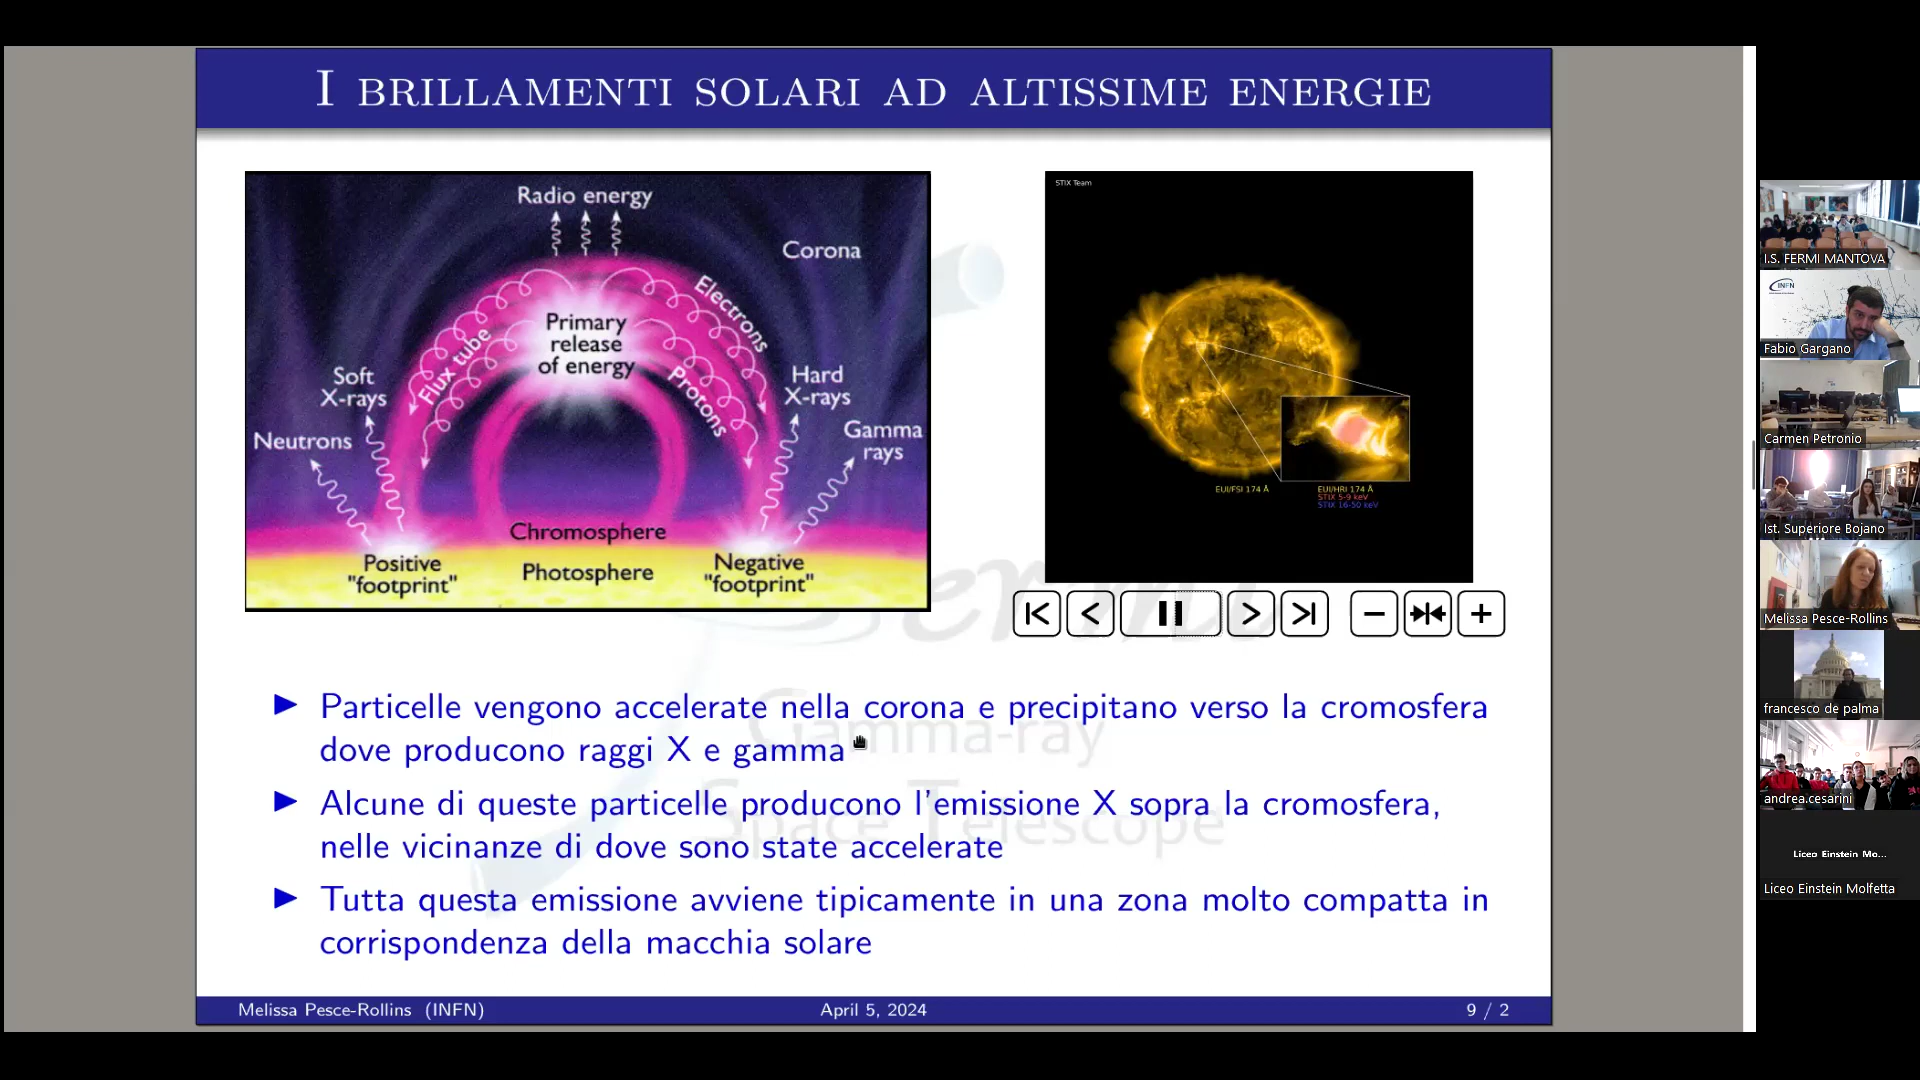 I BRILLAMENTI SOLARI AD ALTISSIME ENERGIE
Radio energy
Corona
Electrons
Primary
release
of energy
Flux tube
Protons
Soft
X-rays
Hard
X-rays
Neutrons
Gamma
rays
Chromosphere
Positive
"footprint"
Photosphere
Negative
"footprint"
STIX Team
EUI/FSI 174 Å
EUI/HRI 174 Å
STIX 5-9 keV
STIX 16-50 keV
Particelle vengono accelerate nella corona e precipitano verso la cromosfera
dove producono raggi X e gamma
Alcune di queste particelle producono l'emissione X sopra la cromosfera,
nelle vicinanze di dove sono state accelerate
Tutta questa emissione avviene tipicamente in una zona molto compatta in
corrispondenza della macchia solare
Gamma-ray
Space Telescope
Melissa Pesce-Rollins (INFN)
April 5, 2024
9 / 2
I.S. FERMI MANTOVA
INFN
Fabio Gargano
Carmen Petronio
Ist. Superiore Bojano
Melissa Pesce-Rollins
francesco de palma
andrea.cesarini
Liceo Einstein Mo...
Liceo Einstein Molfetta